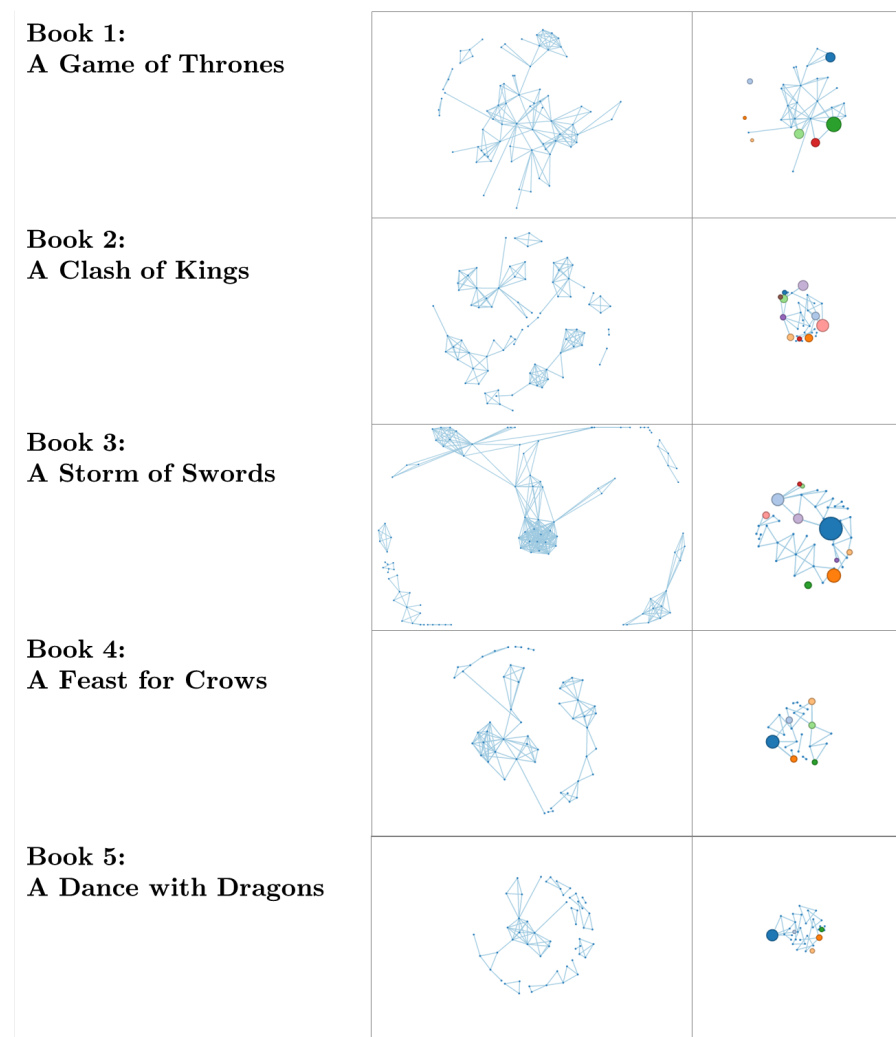 Book 1:
A Game of Thrones
Book 2:
A Clash of Kings
Book 3:
A Storm of Swords
Book 4:
A Feast for Crows
Book 5:
A Dance with Dragons